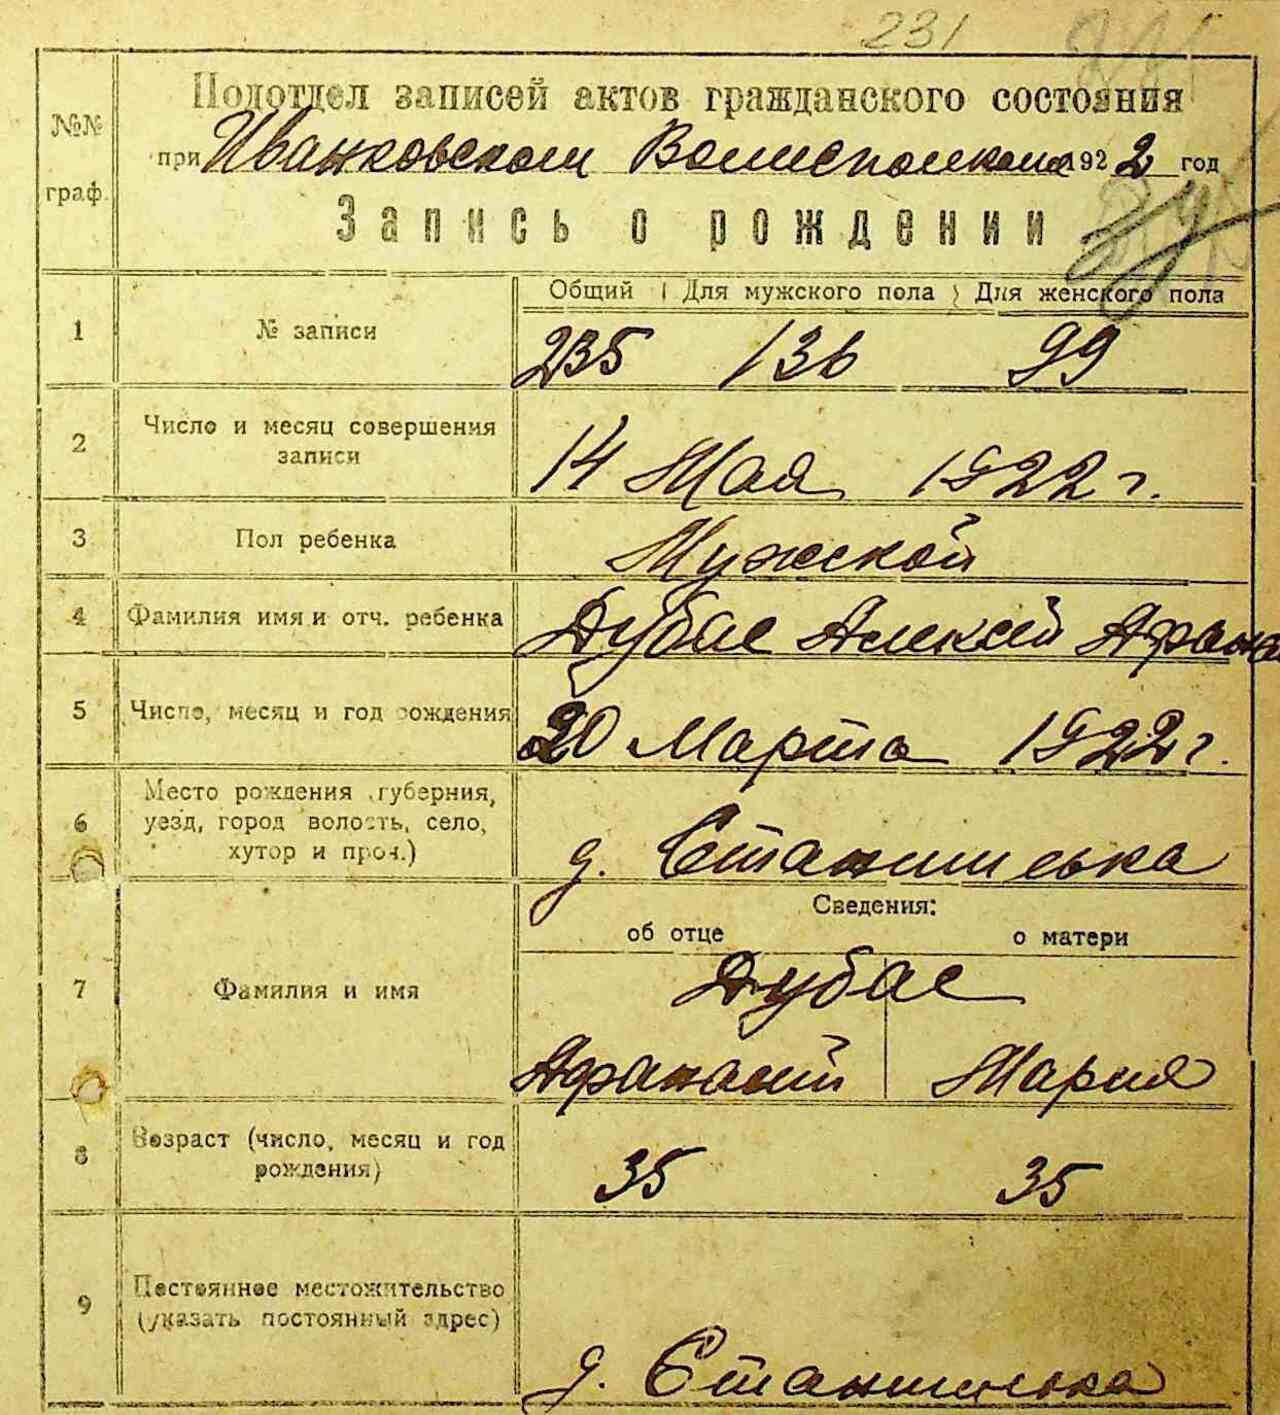 231
Подотдел записей актов гражданского состояния
№№ граф.
при Иванковском Волисполкоме 1922 год
Запись о рождении
Общий Для мужского пола Для женского пола
1 № записи 235 136 99
2 Число и месяц совершения
записи
14 Мая 1922 г.
3 Пол ребенка Мужской
4 Фамилия имя и отч. ребенка Дубас Алексей Афана
5 Число, месяц и год рождения 20 Марта 1922 г.
6 Место рождения губерния,
уезд, город волость, село,
хутор и проч.)
д. Станишевка
Сведения:
об отце о матери
7 Фамилия и имя
Дубас
Афанасий Мария
8 Возраст (число, месяц и год
рождения)
35 35
9 Постоянное местожительство
(указать постоянный адрес)
д.